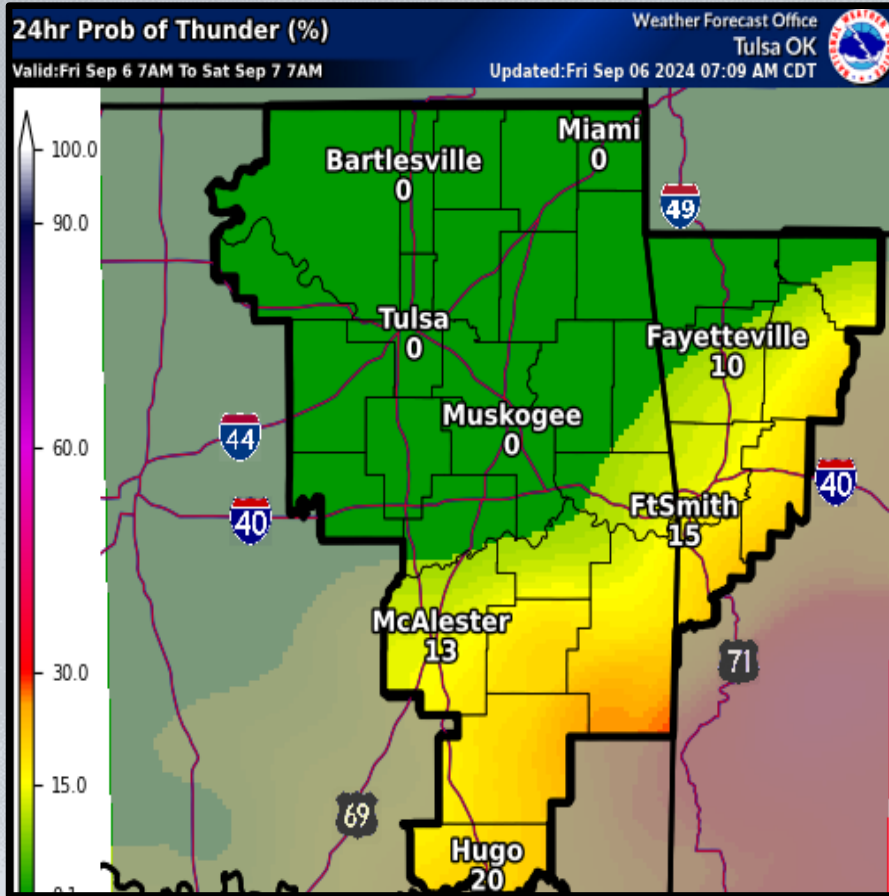 24hr Prob of Thunder (%)
Weather Forecast Office
Tulsa OK
Valid:Fri Sep 6 7AM To Sat Sep 7 7AM
Updated:Fri Sep 06 2024 07:09 AM CDT
100.0
90.0
60.0
30.0
15.0
Miami
0
Bartlesville
0
49
Tulsa
0
Fayetteville
10
Muskogee
0
44
40
40
FtSmith
15
McAlester
13
71
69
Hugo
20